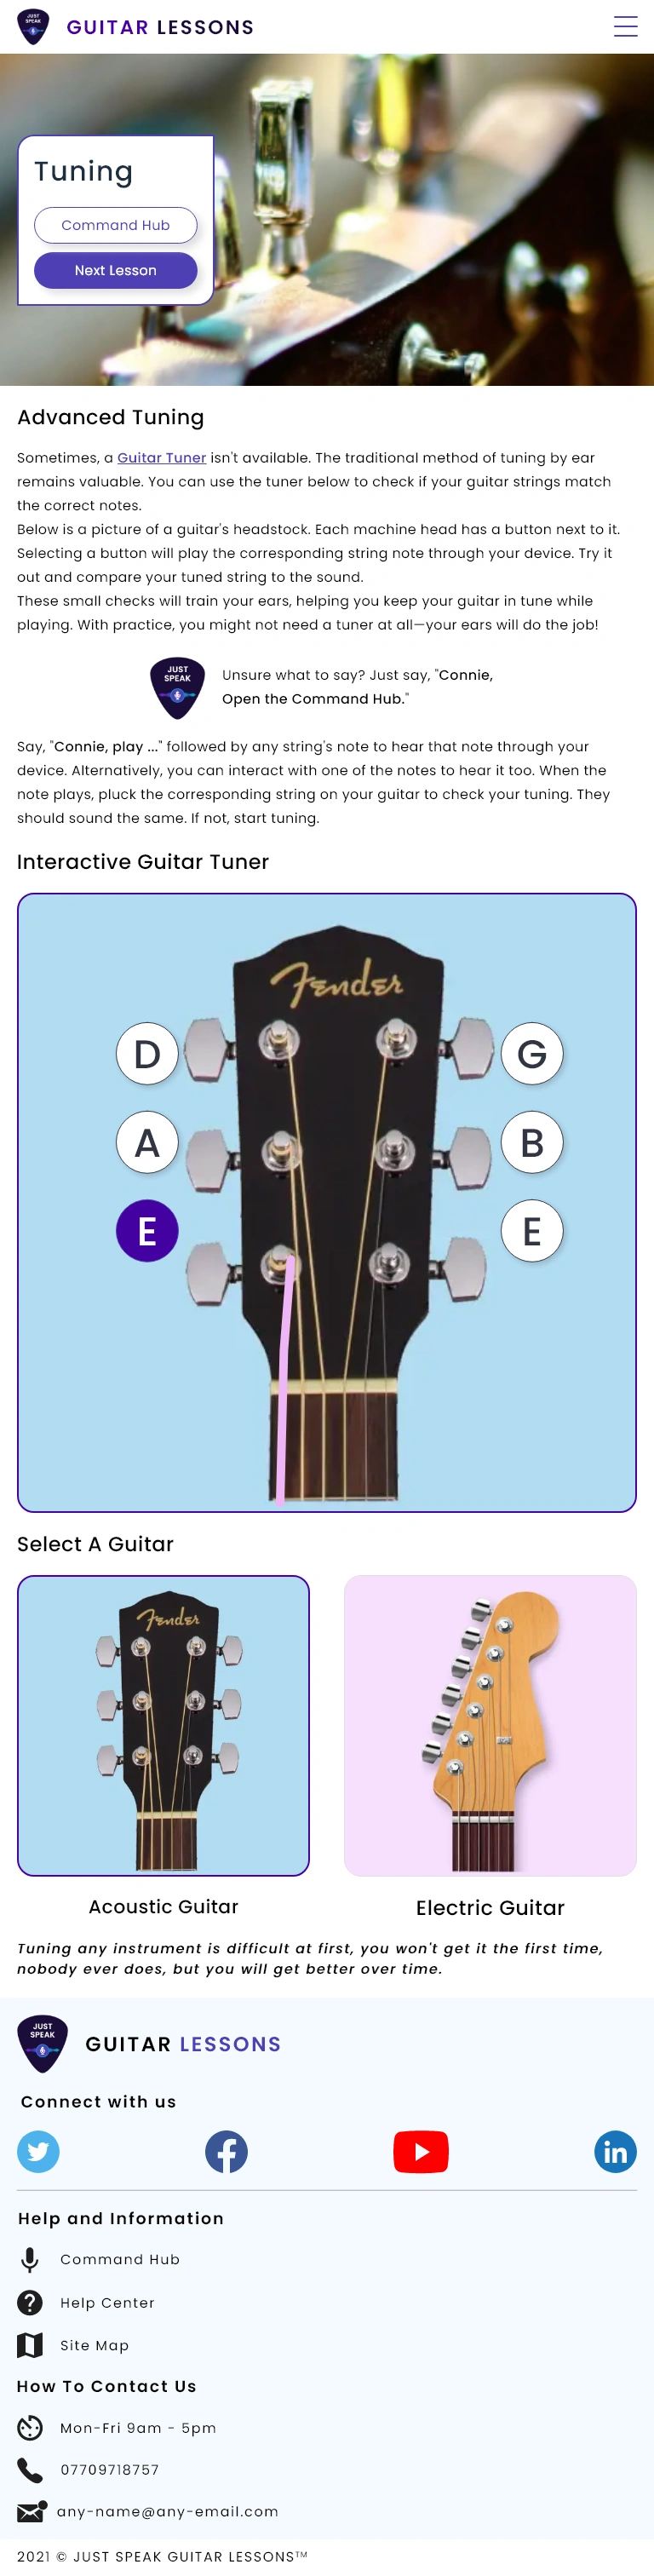 JUST
SPEAK
GUITAR LESSONS
Tuning
Command Hub
Next Lesson
Advanced Tuning
Sometimes, a Guitar Tuner isn't available. The traditional method of tuning by ear
remains valuable. You can use the tuner below to check if your guitar strings match
the correct notes.
Below is a picture of a guitar's headstock. Each machine head has a button next to it.
Selecting a button will play the corresponding string note through your device. Try it
out and compare your tuned string to the sound.
These small checks will train your ears, helping you keep your guitar in tune while
playing. With practice, you might not need a tuner at all—your ears will do the job!
JUST
SPEAK
Unsure what to say? Just say, "Connie,
Open the Command Hub."
Say, "Connie, play ..." followed by any string's note to hear that note through your
device. Alternatively, you can interact with one of the notes to hear it too. When the
note plays, pluck the corresponding string on your guitar to check your tuning. They
should sound the same. If not, start tuning.
Interactive Guitar Tuner
Fender
D G
A B
E E
Select A Guitar
Fender
Acoustic Guitar
Electric Guitar
Tuning any instrument is difficult at first, you won't get it the first time,
nobody ever does, but you will get better over time.
JUST
SPEAK
GUITAR LESSONS
Connect with us
in
Help and Information
Command Hub
Help Center
Site Map
How To Contact Us
Mon-Fri 9am - 5pm
07709718757
any-name@any-email.com
2021 © JUST SPEAK GUITAR LESSONS™